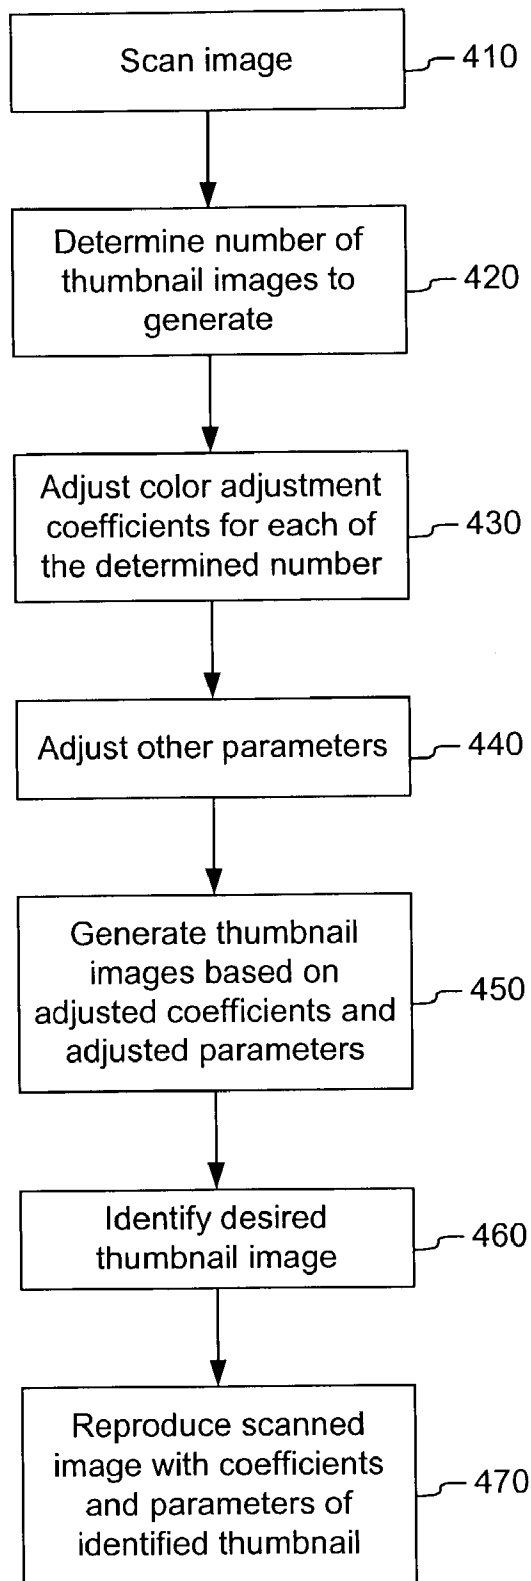 Scan image
410
Determine number of
thumbnail images to
generate
420
Adjust color adjustment
coefficients for each of
the determined number
430
Adjust other parameters
440
Generate thumbnail
images based on
adjusted coefficients and
adjusted parameters
450
Identify desired
thumbnail image
460
Reproduce scanned
image with coefficients
and parameters of
identified thumbnail
470